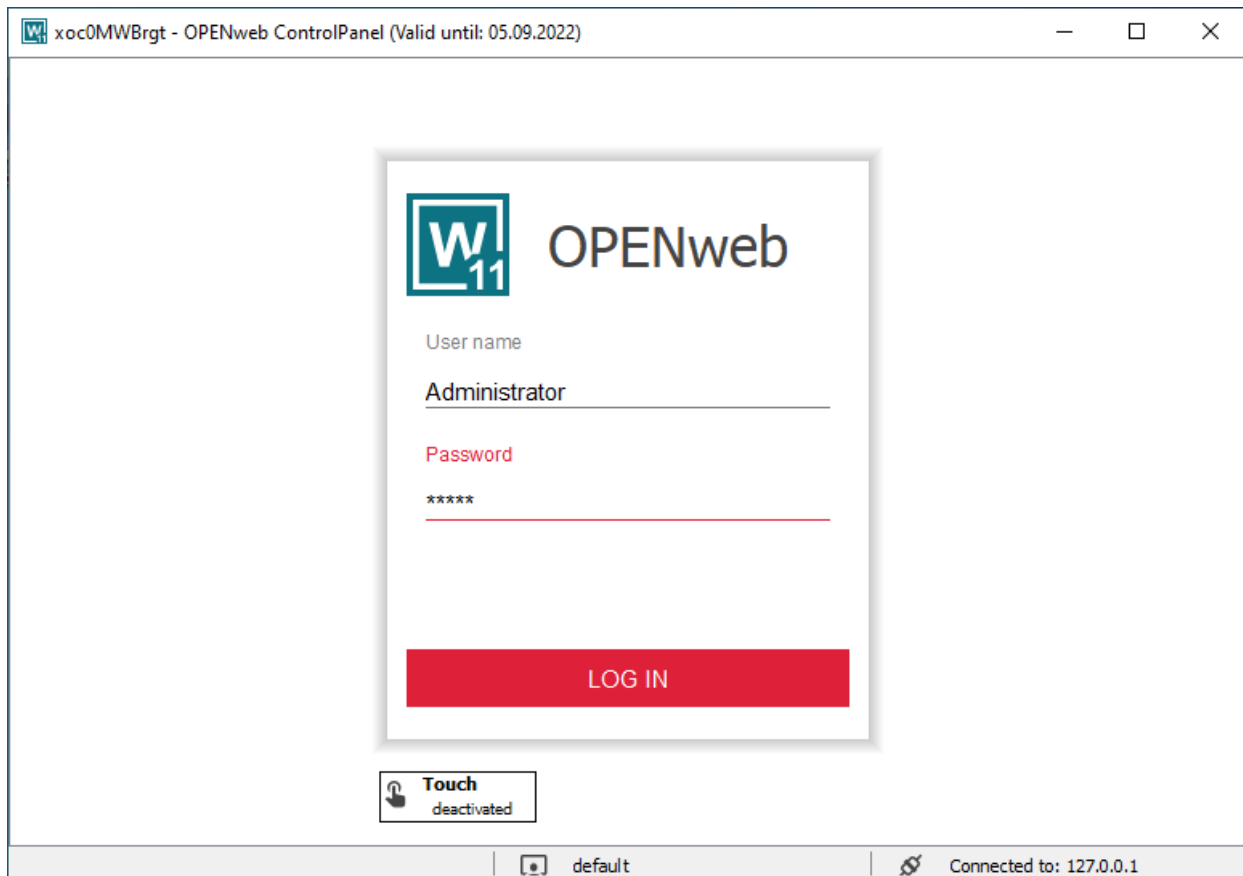 xoc0MWBrgt - OPENweb ControlPanel (Valid until: 05.09.2022)
W 11
OPENweb
User name
Administrator
Password
*****
LOG IN
Touch
deactivated
default
Connected to: 127.0.0.1